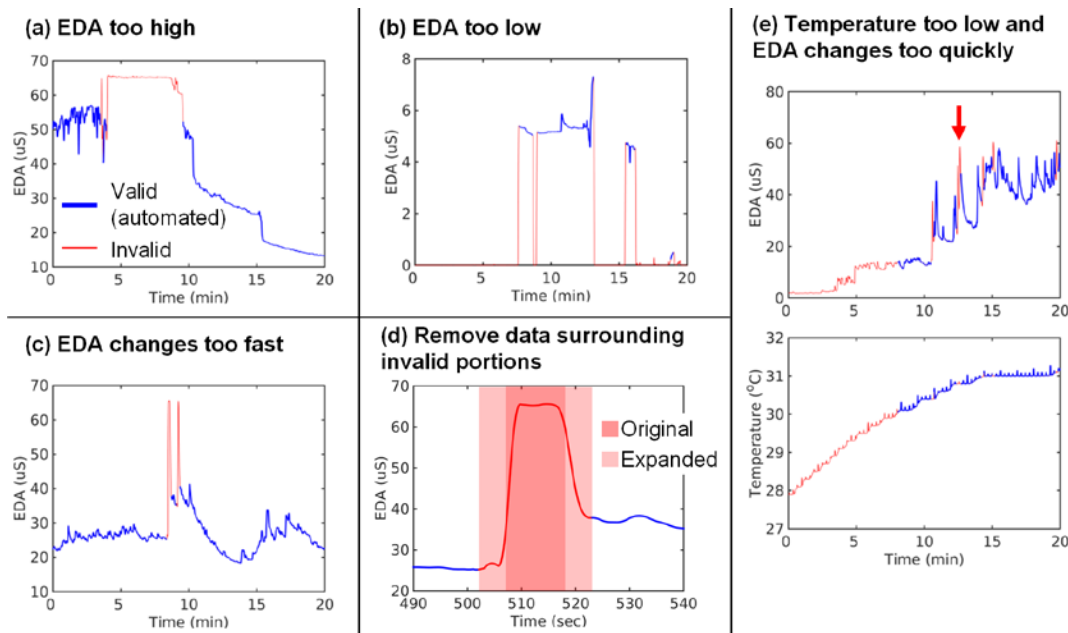 (a) EDA too high
70
60
50
40
30
20
10
EDA (uS)
Valid
(automated)
Invalid
0
5
10
15
20
Time (min)
(b) EDA too low
8
6
4
2
0
EDA (uS)
0
5
10
15
20
Time (min)
(c) EDA changes too fast
70
60
50
40
30
20
10
EDA (uS)
0
5
10
15
20
Time (min)
(d) Remove data surrounding
invalid portions
70
60
50
40
30
20
EDA (uS)
Original
Expanded
490
500
510
520
530
540
Time (sec)
(e) Temperature too low and
EDA changes too quickly
80
60
40
20
0
EDA (uS)
0
5
10
15
20
Time (min)
32
31
30
29
28
27
Temperature (°C)
0
5
10
15
20
Time (min)